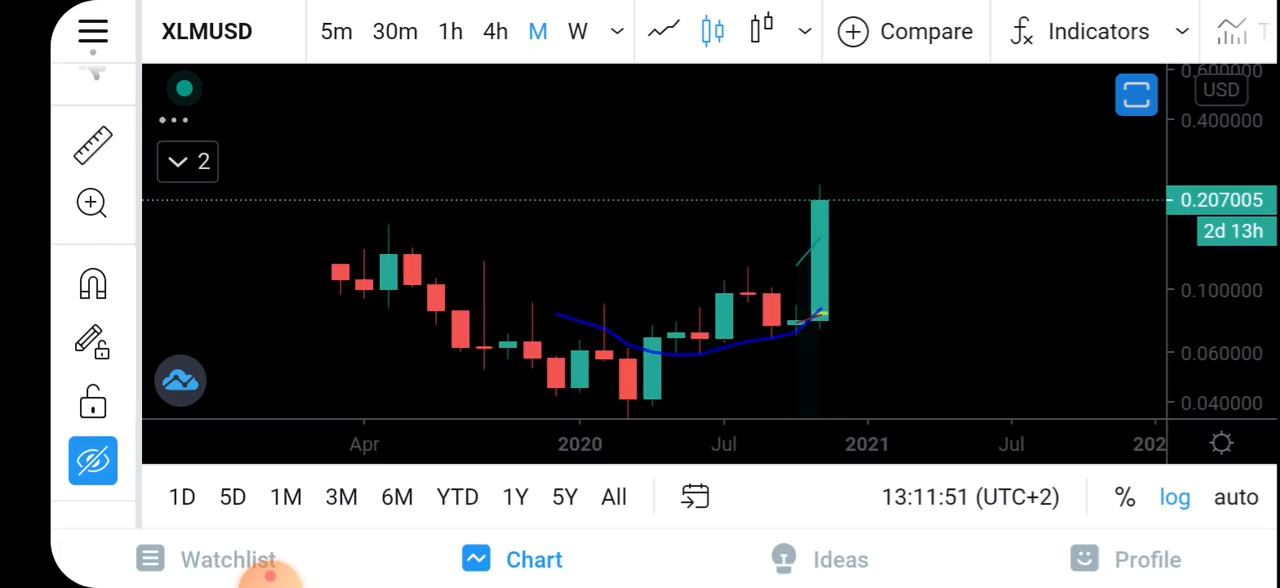 XLMUSD 5m 30m 1h 4h M W Compare Indicators
0.600000
USD
0.400000
2
0.207005
2d 13h
0.100000
0.060000
0.040000
Apr 2020 Jul 2021 Jul 202
1D 5D 1M 3M 6M YTD 1Y 5Y All 13:11:51 (UTC+2) % log auto
Watchlist Chart Ideas Profile